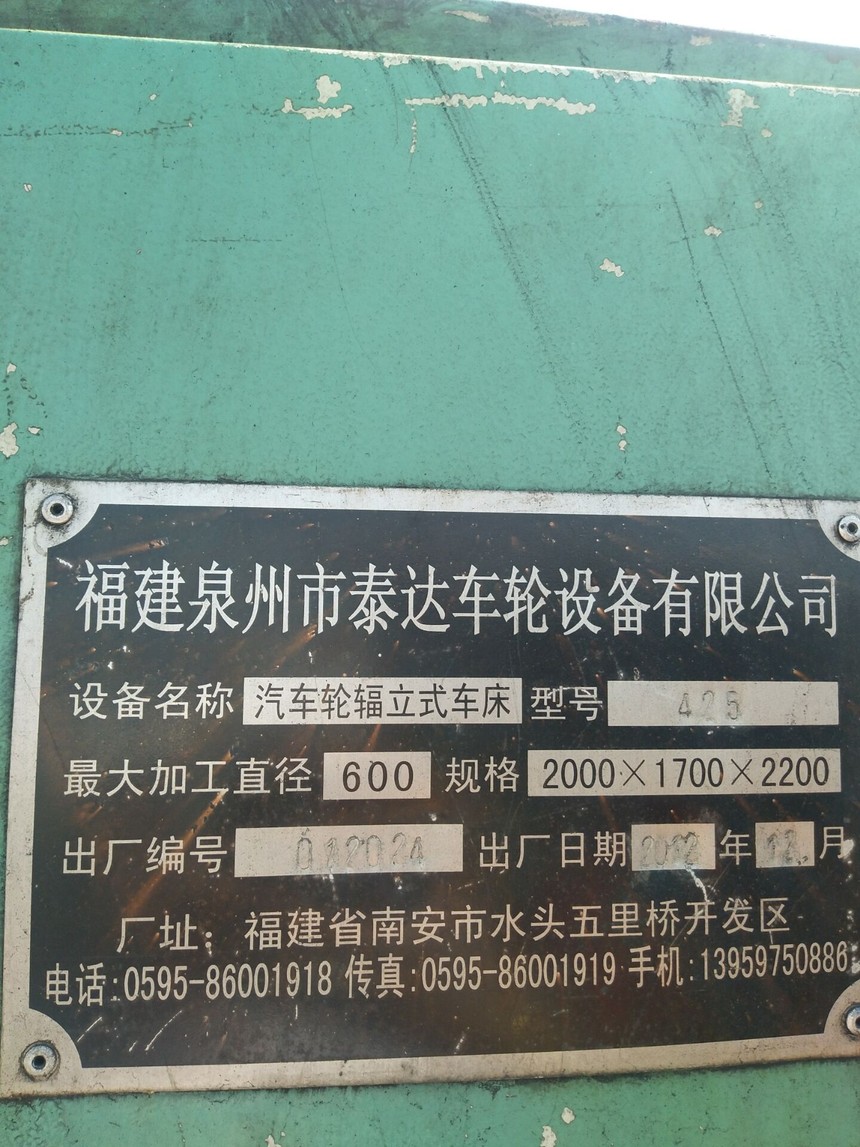 福建泉州市泰达车轮设备有限公司
设备名称 汽车轮辐立式车床 型号 425
最大加工直径 600 规格 2000×1700×2200
出厂编号 012024 出厂日期 2012 年 12 月
厂址：福建省南安市水头五里桥开发区
电话:0595-86001918 传真:0595-86001919 手机:13959750886